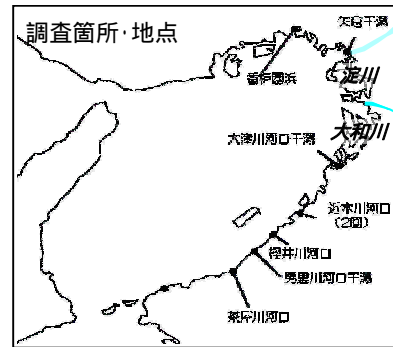 調査箇所·地点
矢倉干潟
香伊園浜
淀川
大和川
大津川河口干潟
近木川河口
(2回)
樫井川河口
男里川河口干潟
茶屋川河口